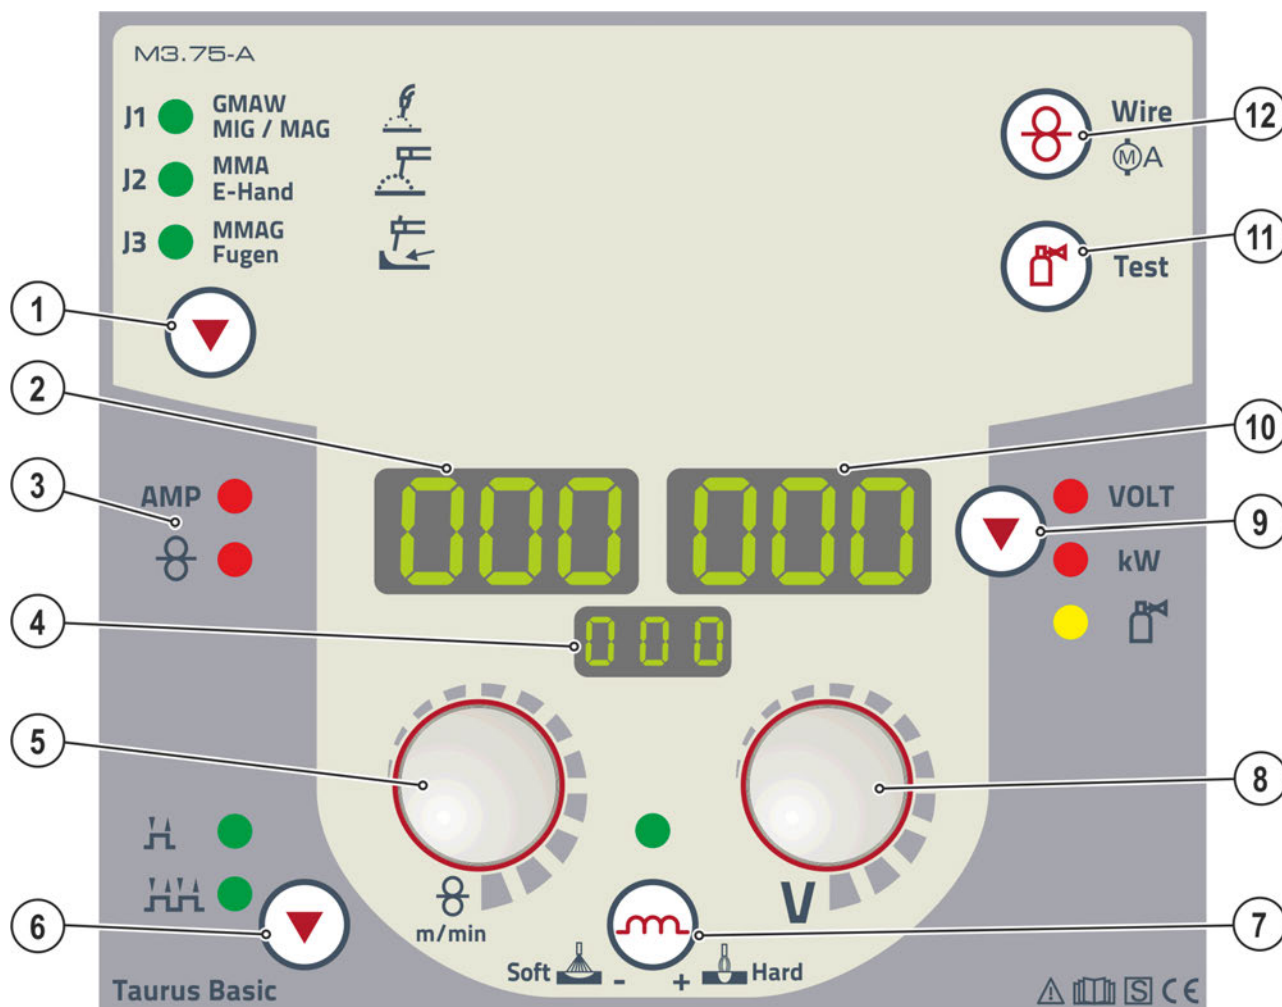 M3.75-A
J1 GMAW
MIG / MAG
J2 MMA
E-Hand
J3 MMAG
Fugen
12
Wire
M A
11
Test
1
2
10
3
AMP
000
000
VOLT
9
kW
4
000
5
8
6
m/min
V
7
Soft - + Hard
Taurus Basic
S CE